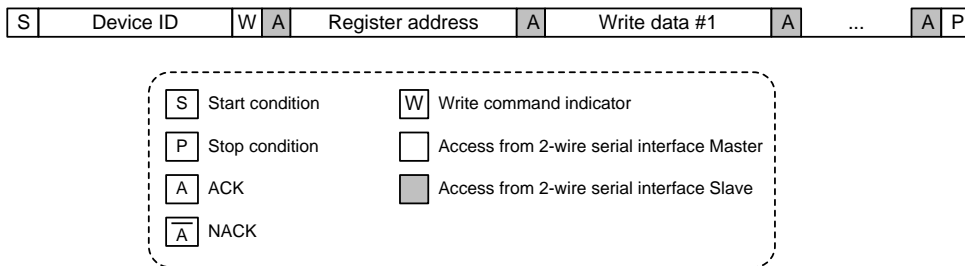 S Device ID W A Register address A Write data #1 A ... A P
S Start condition W Write command indicator
P Stop condition Access from 2-wire serial interface Master
A ACK Access from 2-wire serial interface Slave
A NACK